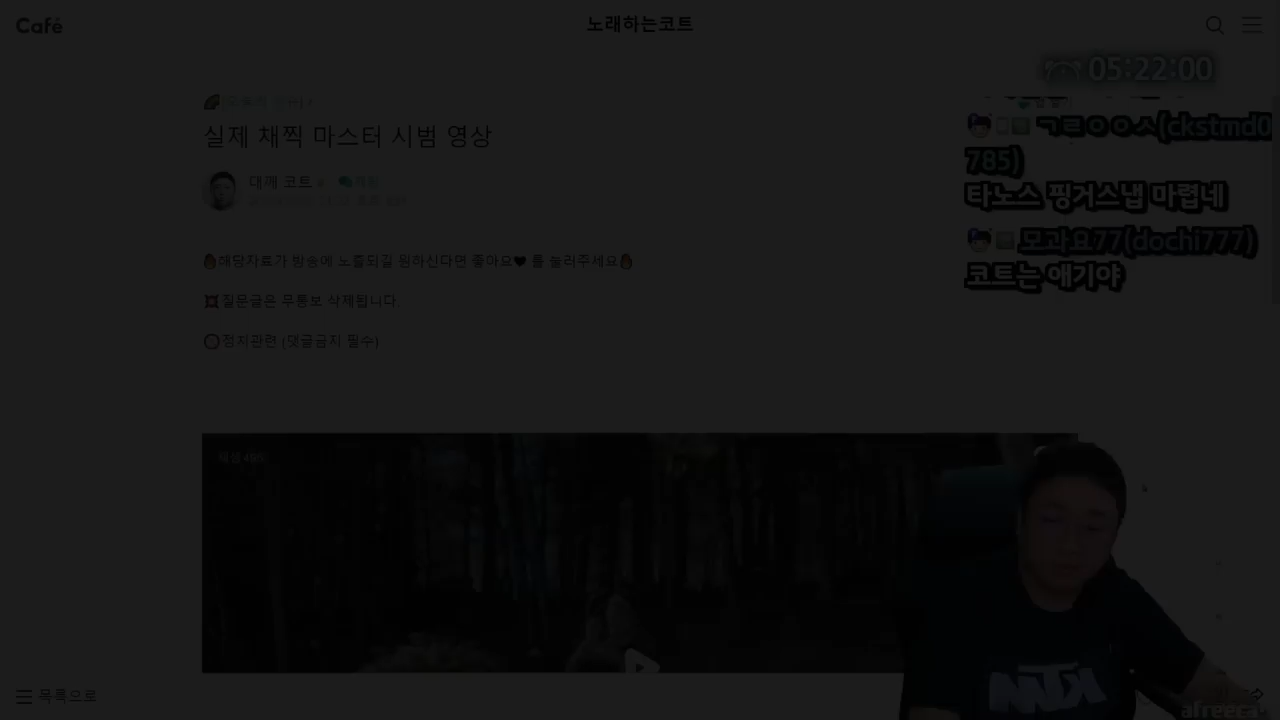 Café
노래하는코트
05:22:00
실제 채찍 마스터 시범 영상
대깨 코트
ㄱㄹㅇㅇㅅ(ckstmd0
785)
타노스 핑거스냅 마렵네
모과요77(dochi777)
코트는 애기야
🔥해당자료가 방송에 노출되길 원하신다면 좋아요❤ 를 눌러주세요🔥
💢질문글은 무통보 삭제됩니다.
⭕정지관련 (댓글금지 필수)
목록으로
afreeca